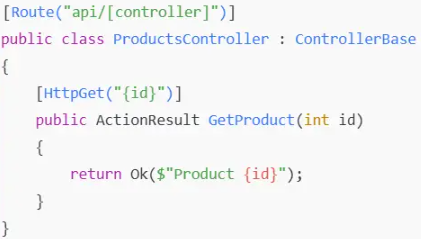 [Route("api/[controller]")]
public class ProductsController : ControllerBase
{
    [HttpGet("{id}")]
    public ActionResult GetProduct(int id)
    {
        return Ok($"Product {id}");
    }
}